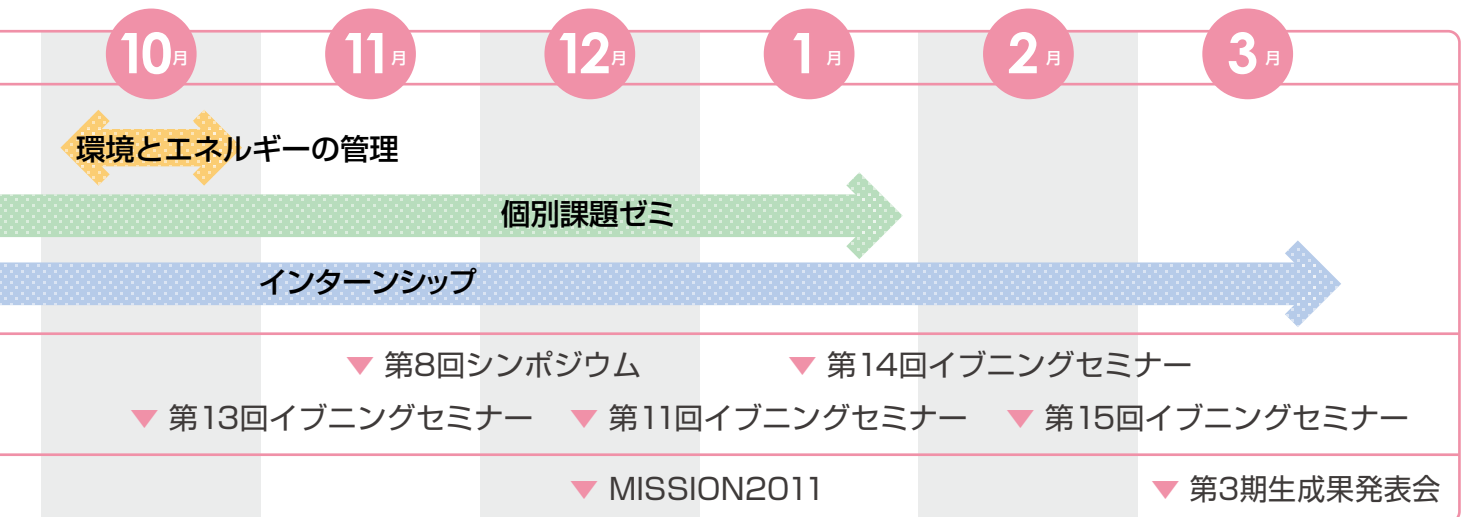 10月 11月 12月 1月 2月 3月
環境とエネルギーの管理
個別課題ゼミ
インターンシップ
第8回シンポジウム 第14回イブニングセミナー
第13回イブニングセミナー 第11回イブニングセミナー 第15回イブニングセミナー
MISSION2011 第3期生成果発表会